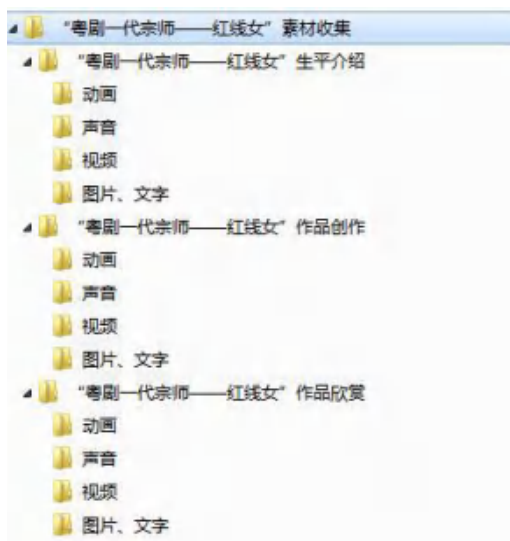 “粤剧一代宗师——红线女”素材收集
“粤剧一代宗师——红线女”生平介绍
动画
声音
视频
图片、文字
“粤剧一代宗师——红线女”作品创作
动画
声音
视频
图片、文字
“粤剧一代宗师——红线女”作品欣赏
动画
声音
视频
图片、文字